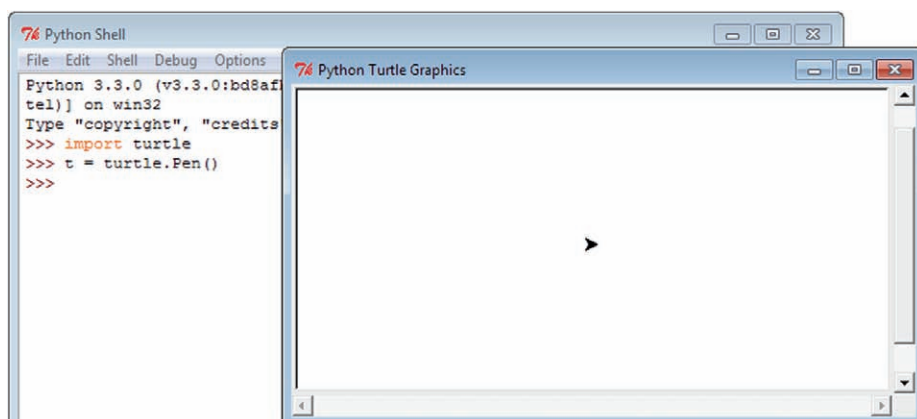 Python Shell
File Edit Shell Debug Options
Python 3.3.0 (v3.3.0:bd8af
tel)] on win32
Type "copyright", "credits
>>> import turtle
>>> t = turtle.Pen()
>>>
Python Turtle Graphics